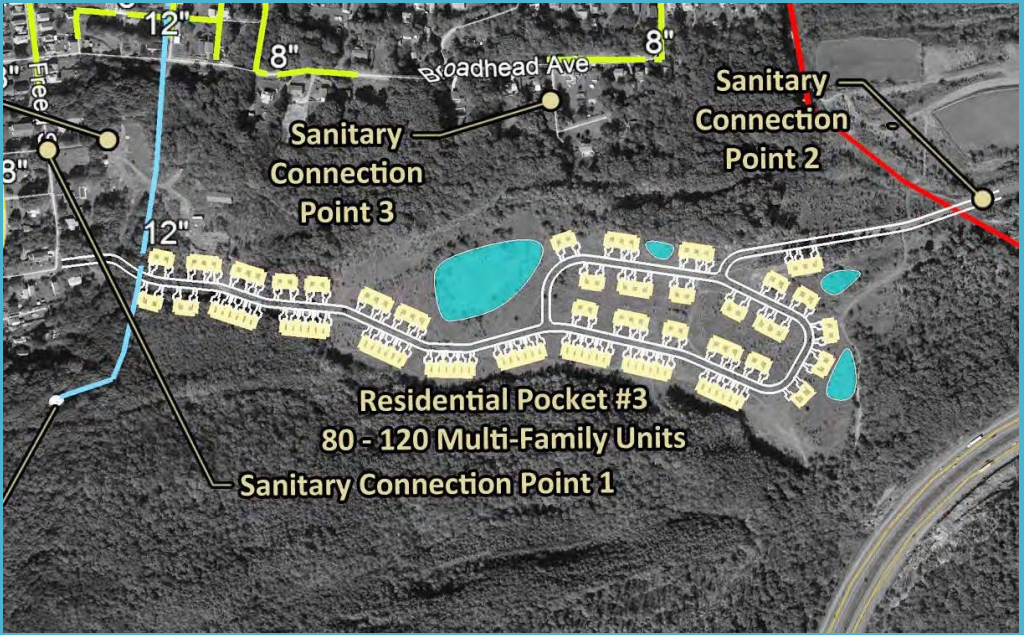 12"
8"
8"
Broadhead Ave
Sanitary
Connection
Point 3
Sanitary
Connection
Point 2
8"
12"
Residential Pocket #3
80 - 120 Multi-Family Units
Sanitary Connection Point 1